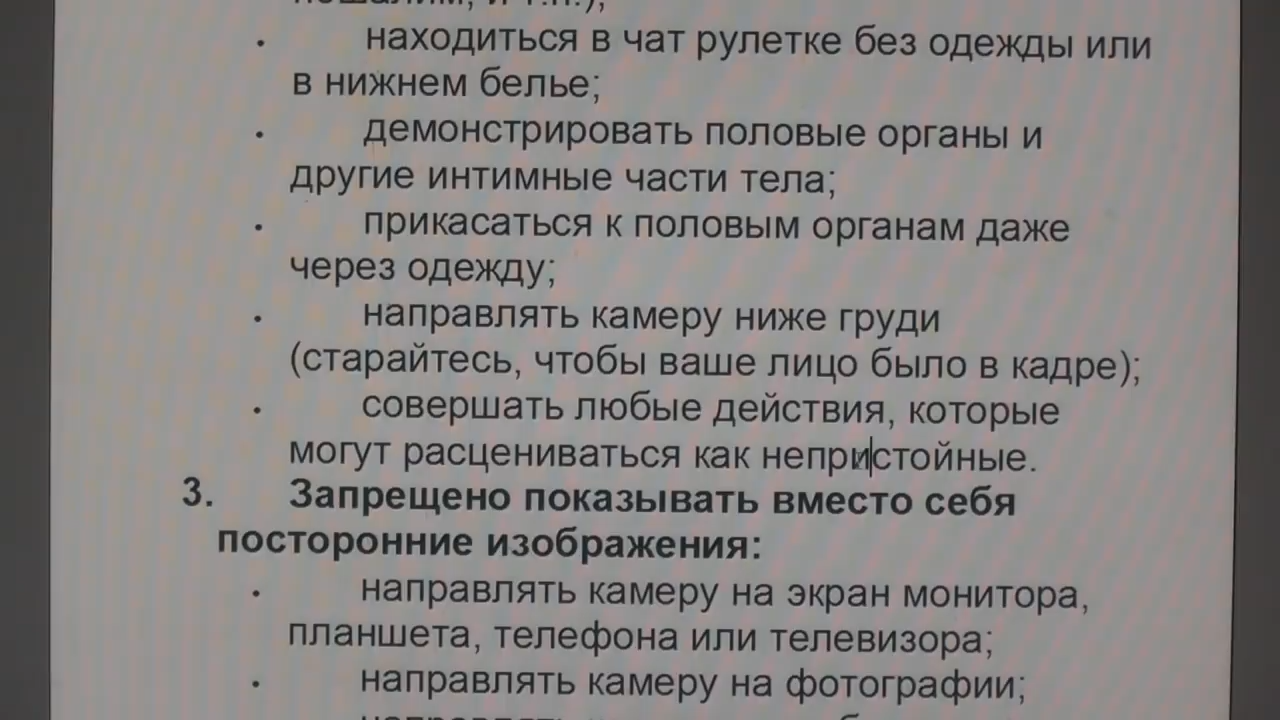 пошалим, и т.п.);
• находиться в чат рулетке без одежды или
в нижнем белье;
• демонстрировать половые органы и
другие интимные части тела;
• прикасаться к половым органам даже
через одежду;
• направлять камеру ниже груди
(старайтесь, чтобы ваше лицо было в кадре);
• совершать любые действия, которые
могут расцениваться как непристойные.
3. Запрещено показывать вместо себя
посторонние изображения:
• направлять камеру на экран монитора,
планшета, телефона или телевизора;
• направлять камеру на фотографии;